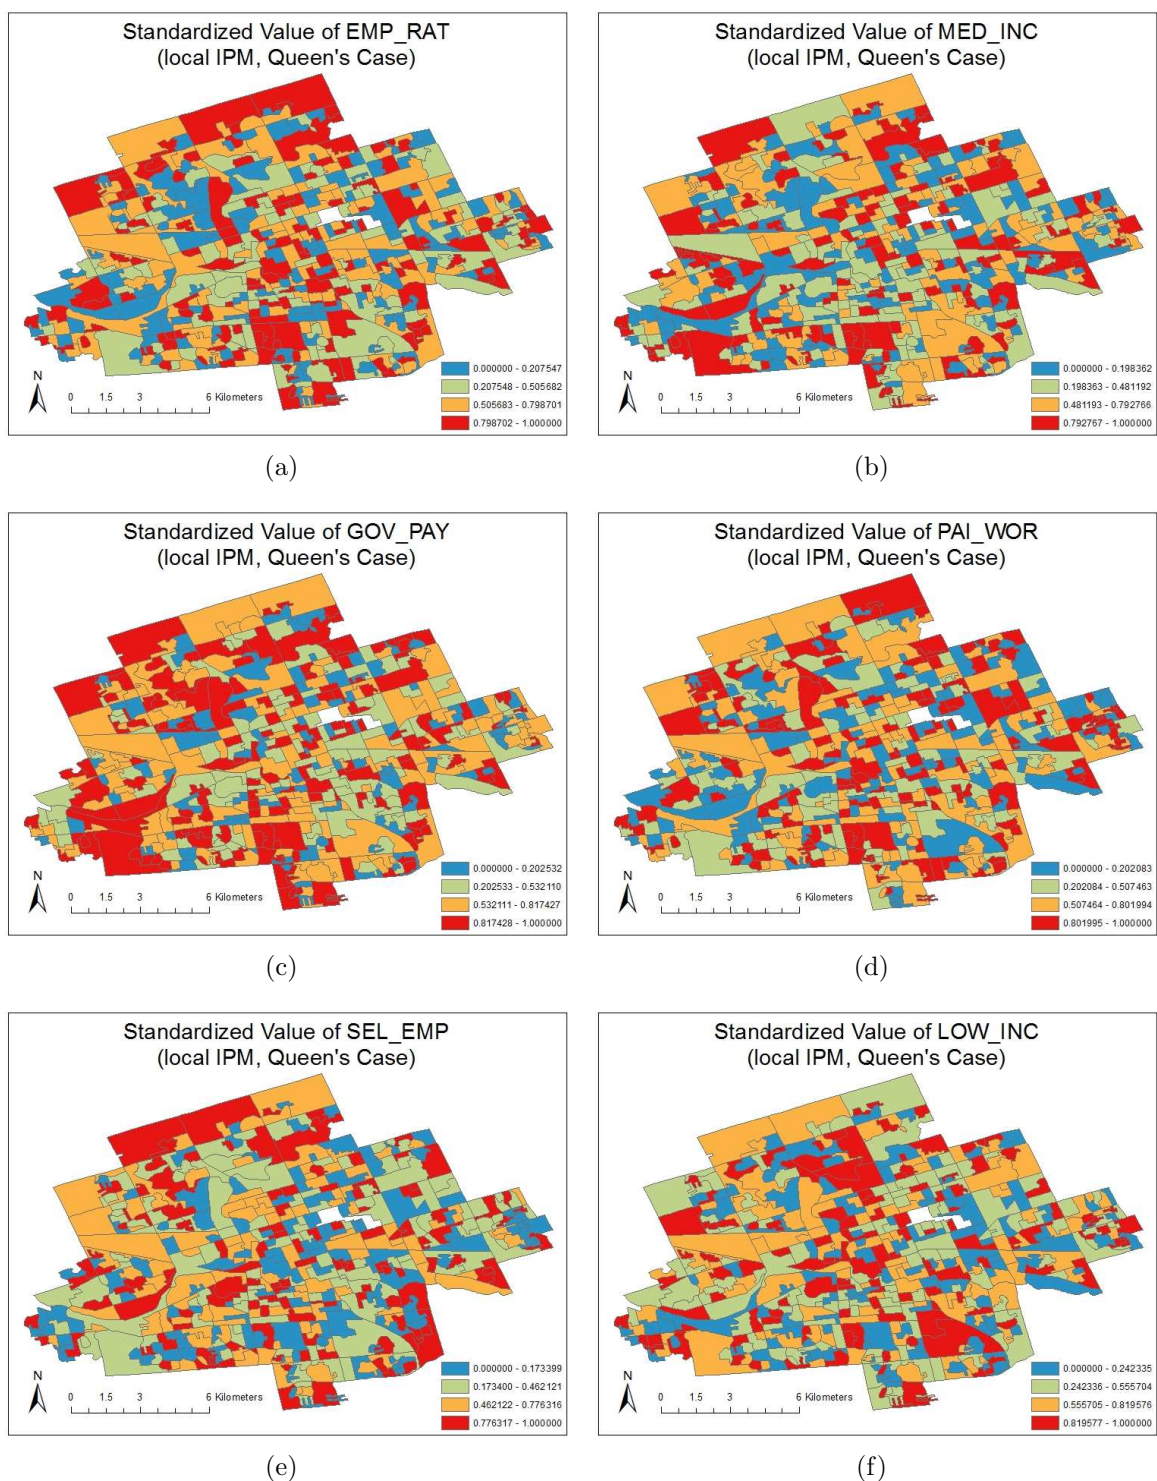 Standardized Value of EMP_RAT
(local IPM, Queen's Case)
N
0 1.5 3 6 Kilometers
0.000000 - 0.207547
0.207548 - 0.505682
0.505683 - 0.798701
0.798702 - 1.000000
(a)
Standardized Value of MED_INC
(local IPM, Queen's Case)
N
0 1.5 3 6 Kilometers
0.000000 - 0.198362
0.198363 - 0.481192
0.481193 - 0.792766
0.792767 - 1.000000
(b)
Standardized Value of GOV_PAY
(local IPM, Queen's Case)
N
0 1.5 3 6 Kilometers
0.000000 - 0.202532
0.202533 - 0.532110
0.532111 - 0.817427
0.817428 - 1.000000
(c)
Standardized Value of PAI_WOR
(local IPM, Queen's Case)
N
0 1.5 3 6 Kilometers
0.000000 - 0.202083
0.202084 - 0.507463
0.507464 - 0.801994
0.801995 - 1.000000
(d)
Standardized Value of SEL_EMP
(local IPM, Queen's Case)
N
0 1.5 3 6 Kilometers
0.000000 - 0.173399
0.173400 - 0.462121
0.462122 - 0.776316
0.776317 - 1.000000
(e)
Standardized Value of LOW_INC
(local IPM, Queen's Case)
N
0 1.5 3 6 Kilometers
0.000000 - 0.242335
0.242336 - 0.555704
0.555705 - 0.819576
0.819577 - 1.000000
(f)